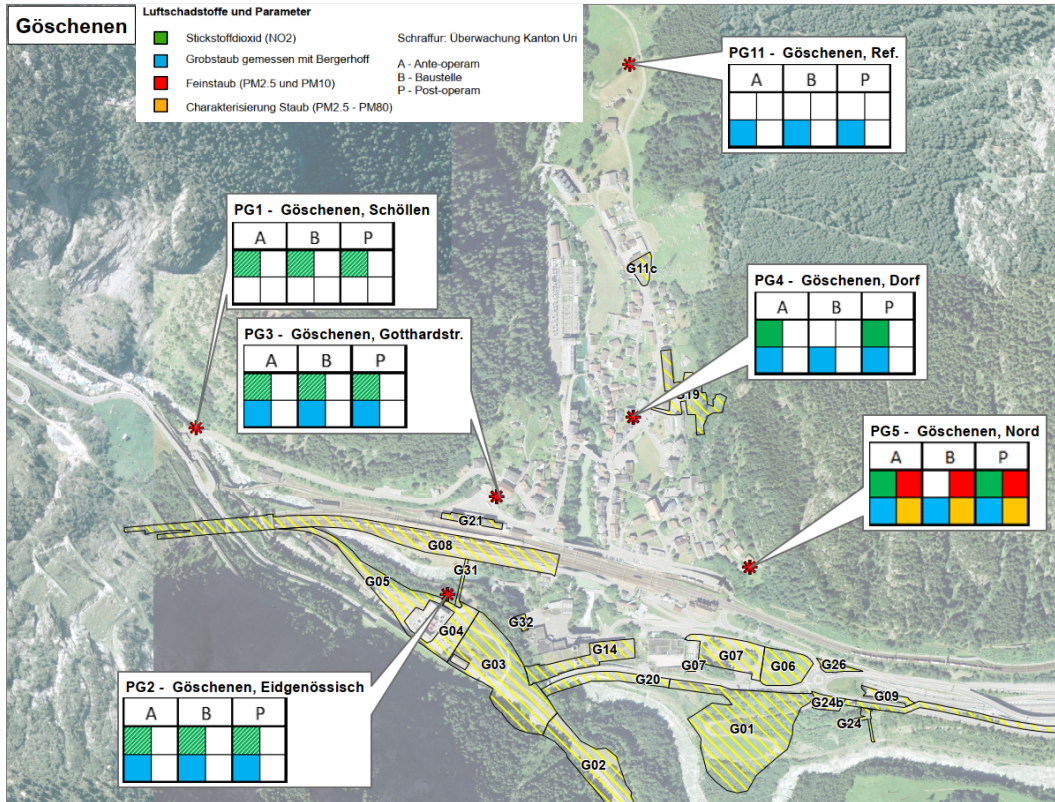 Göschenen
Luftschadstoffe und Parameter
Stickstoffdioxid (NO2)
Grobstaub gemessen mit Bergerhoff
Feinstaub (PM2.5 und PM10)
Charakterisierung Staub (PM2.5 - PM80)
Schraffur: Überwachung Kanton Uri
A - Ante-operam
B - Baustelle
P - Post-operam
PG11 - Göschenen, Ref.
A B P
PG1 - Göschenen, Schöllen
A B P
G11c
PG4 - Göschenen, Dorf
A B P
PG3 - Göschenen, Gotthardstr.
A B P
G19
PG5 - Göschenen, Nord
A B P
G21
G08
G31
G05
G04
G32
G03
G14
G07
G07
G06
G26
G20
G09
G24b
G24
G01
G02
PG2 - Göschenen, Eidgenössisch
A B P